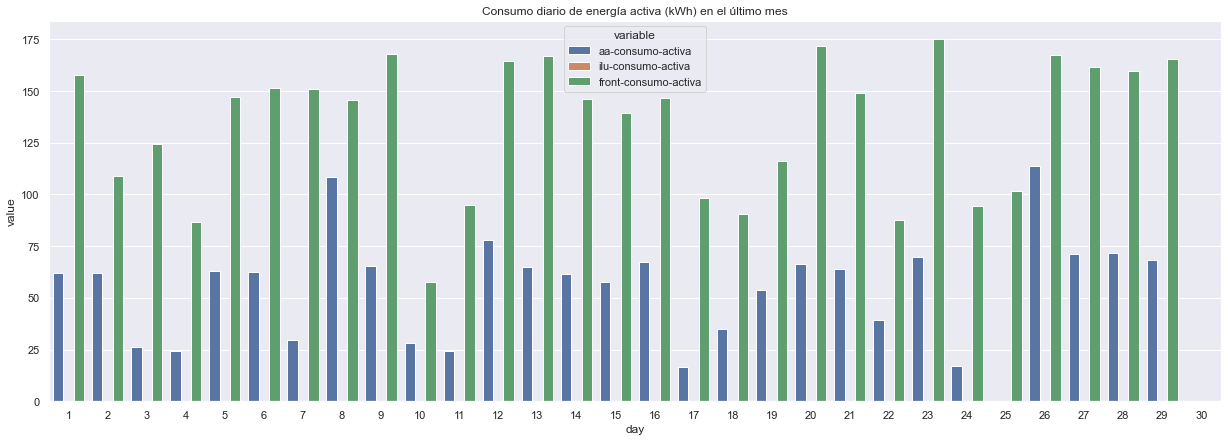 Consumo diario de energía activa (kWh) en el último mes
variable
aa-consumo-activa
ilu-consumo-activa
front-consumo-activa
value
175
150
125
100
75
50
25
0
1 2 3 4 5 6 7 8 9 10 11 12 13 14 15 16 17 18 19 20 21 22 23 24 25 26 27 28 29 30
day